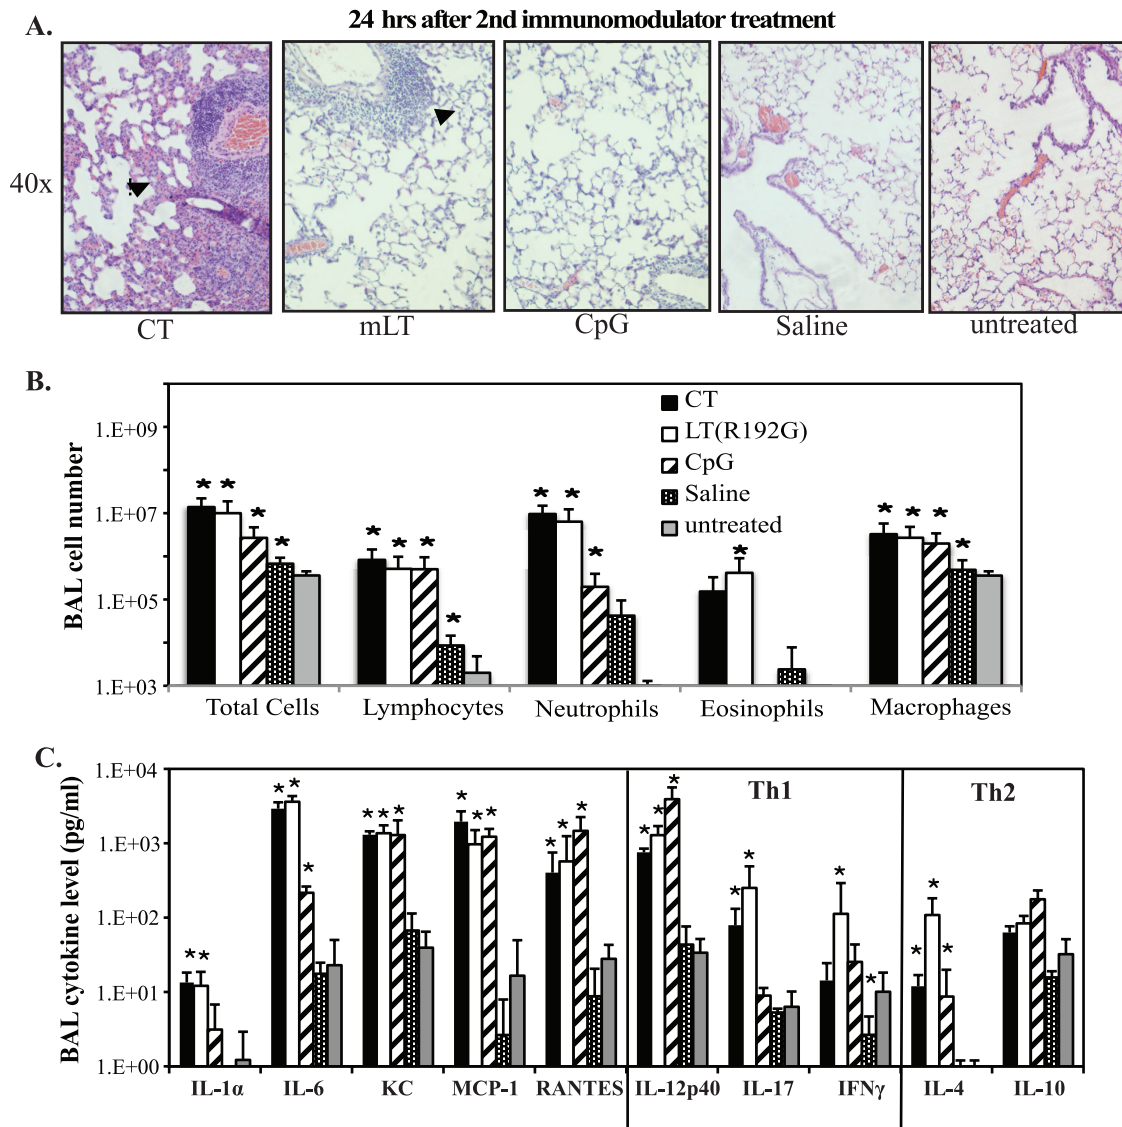 A.
24 hrs after 2nd immunomodulator treatment
40x
CT
mLT
CpG
Saline
untreated
B.
BAL cell number
1.E+09
1.E+07
1.E+05
1.E+03
CT
LT(R192G)
CpG
Saline
untreated
Total Cells
Lymphocytes
Neutrophils
Eosinophils
Macrophages
C.
BAL cytokine level (pg/ml)
1.E+04
1.E+03
1.E+02
1.E+01
1.E+00
Th1
Th2
IL-1α
IL-6
KC
MCP-1
RANTES
IL-12p40
IL-17
IFNγ
IL-4
IL-10